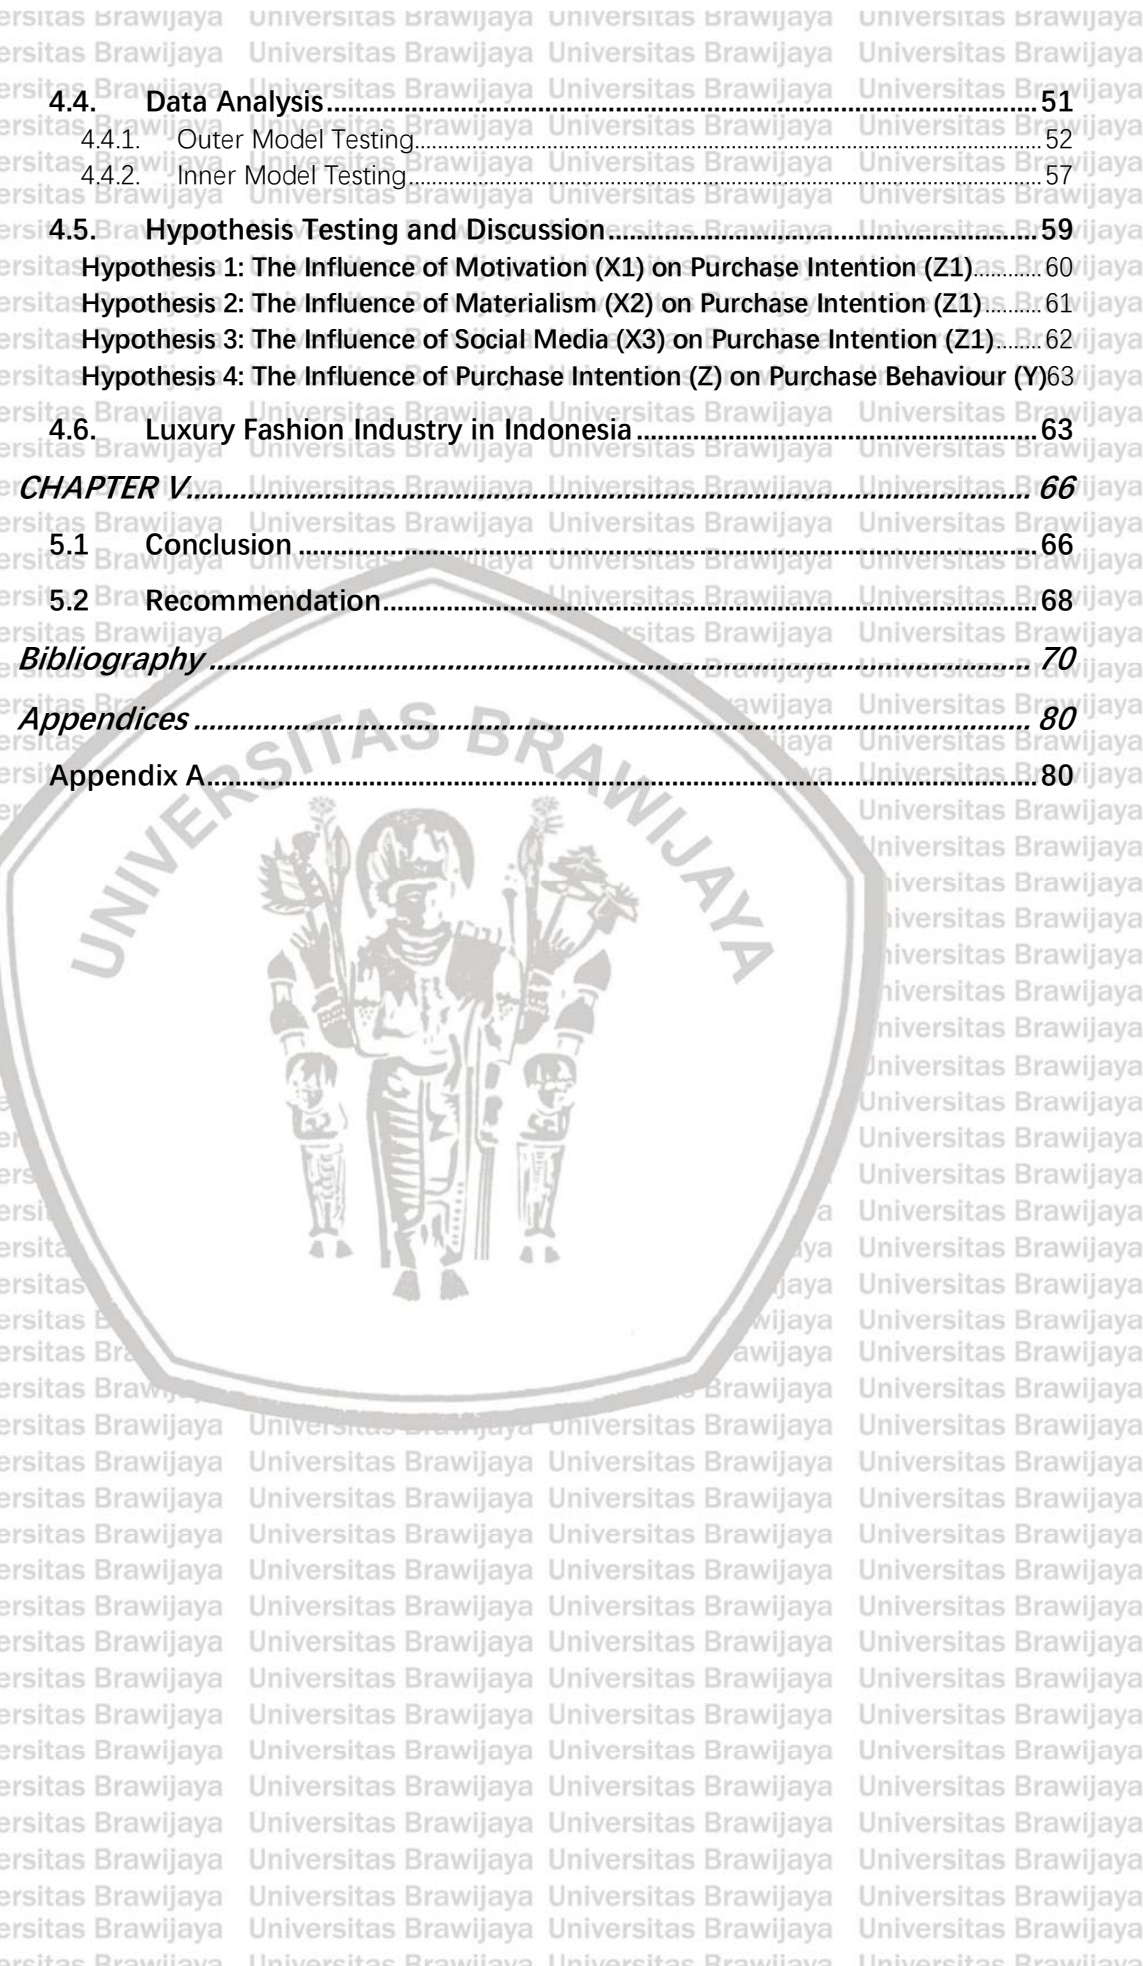 4.4. Data Analysis 51
4.4.1. Outer Model Testing 52
4.4.2. Inner Model Testing 57
4.5. Hypothesis Testing and Discussion 59
Hypothesis 1: The Influence of Motivation (X1) on Purchase Intention (Z1) 60
Hypothesis 2: The Influence of Materialism (X2) on Purchase Intention (Z1) 61
Hypothesis 3: The Influence of Social Media (X3) on Purchase Intention (Z1) 62
Hypothesis 4: The Influence of Purchase Intention (Z) on Purchase Behaviour (Y) 63
4.6. Luxury Fashion Industry in Indonesia 63
CHAPTER V 66
5.1 Conclusion 66
5.2 Recommendation 68
Bibliography 70
Appendices 80
Appendix A 80
UNIVERSITAS BRAWIJAYA